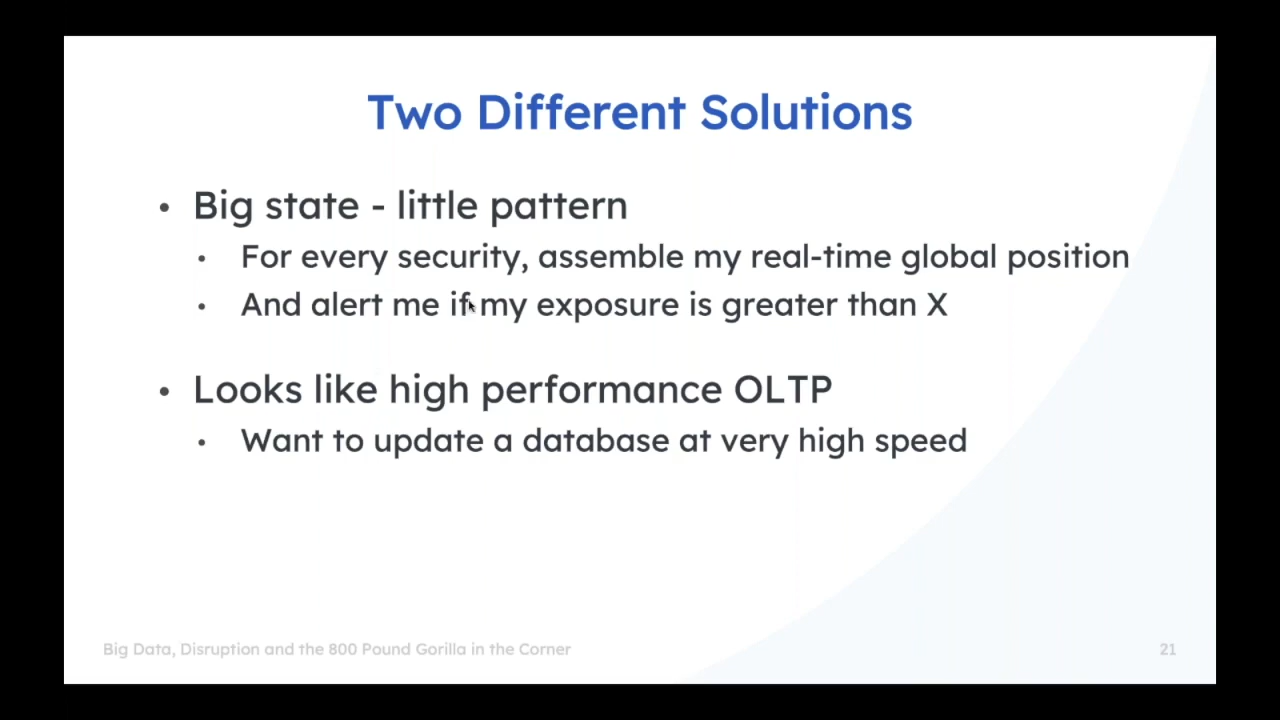 Two Different Solutions
• Big state - little pattern
• For every security, assemble my real-time global position
• And alert me if my exposure is greater than X
• Looks like high performance OLTP
• Want to update a database at very high speed
Big Data, Disruption and the 800 Pound Gorilla in the Corner
21